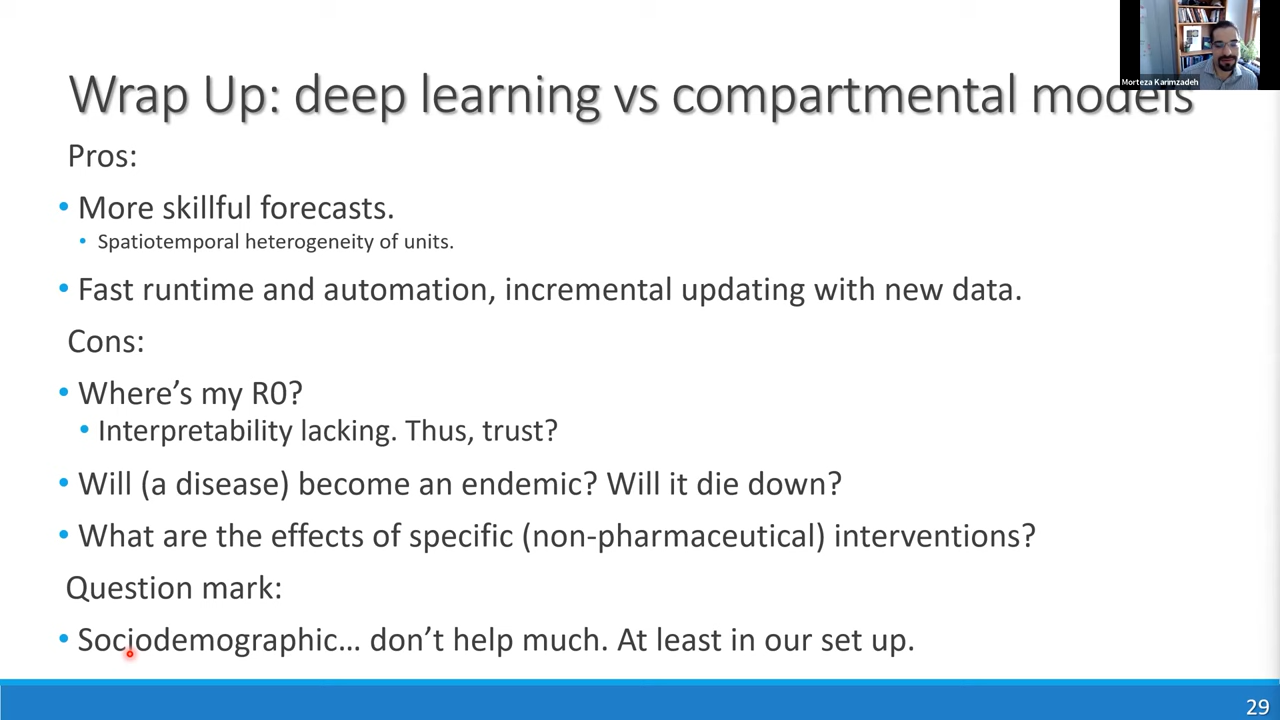 Morteza Karimzadeh
Wrap Up: deep learning vs compartmental models
Pros:
• More skillful forecasts.
• Spatiotemporal heterogeneity of units.
• Fast runtime and automation, incremental updating with new data.
Cons:
• Where’s my R0?
• Interpretability lacking. Thus, trust?
• Will (a disease) become an endemic? Will it die down?
• What are the effects of specific (non-pharmaceutical) interventions?
Question mark:
• Sociodemographic… don’t help much. At least in our set up.
29